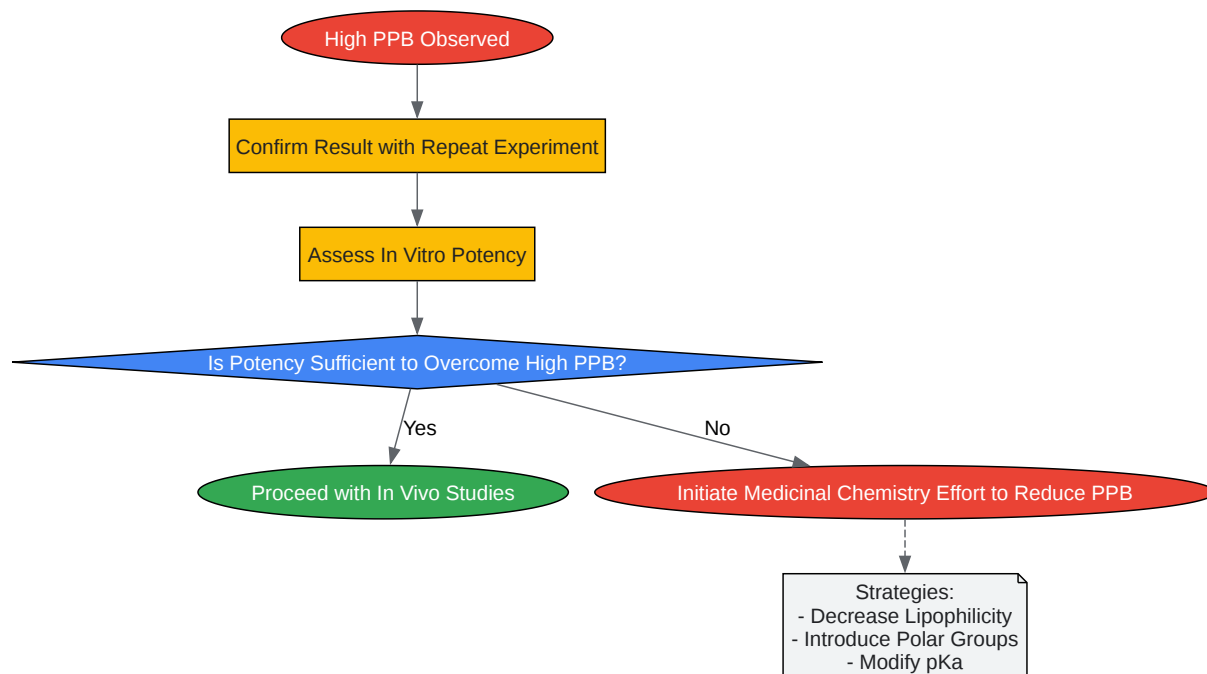 High PPB Observed
Confirm Result with Repeat Experiment
Assess In Vitro Potency
Is Potency Sufficient to Overcome High PPB?
Yes
No
Proceed with In Vivo Studies
Initiate Medicinal Chemistry Effort to Reduce PPB
Strategies:
- Decrease Lipophilicity
- Introduce Polar Groups
- Modify pKa